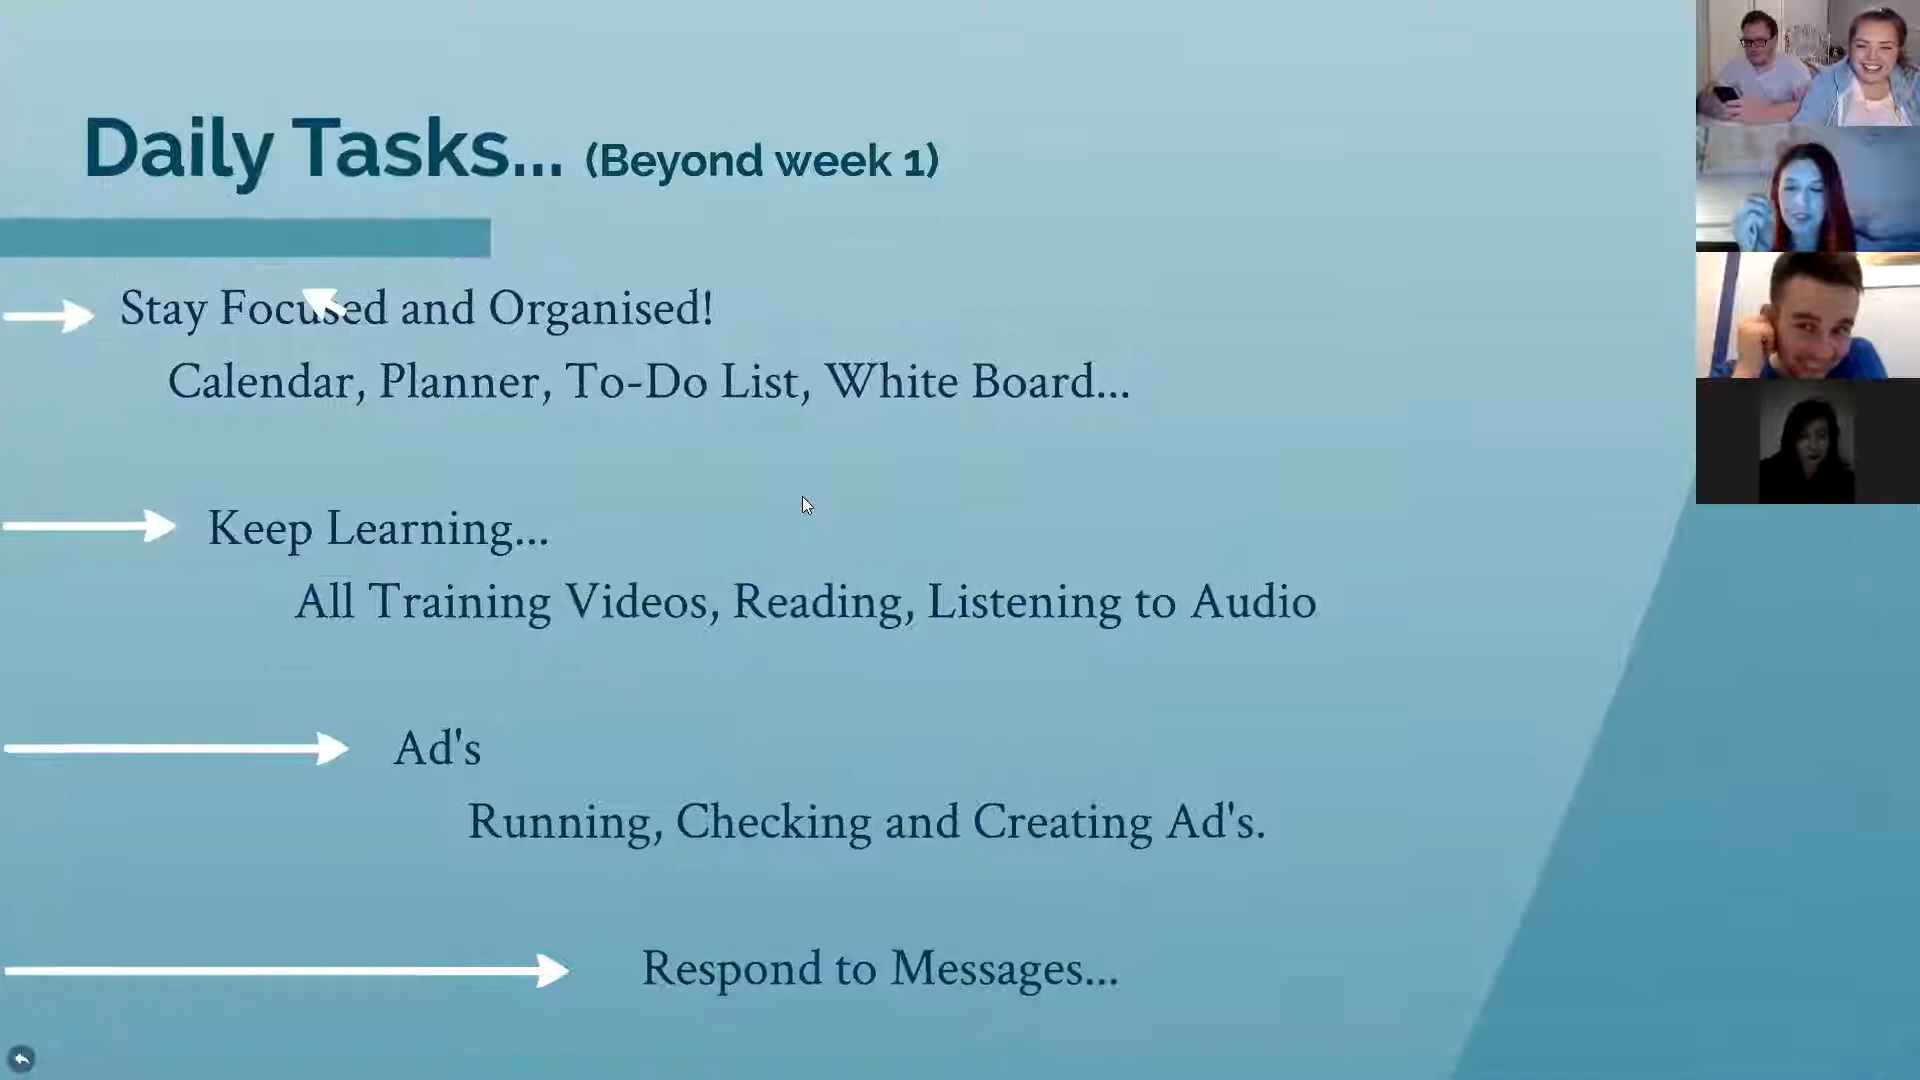 Daily Tasks... (Beyond week 1)
Stay Focused and Organised!
Calendar, Planner, To-Do List, White Board...
Keep Learning...
All Training Videos, Reading, Listening to Audio
Ad's
Running, Checking and Creating Ad's.
Respond to Messages...